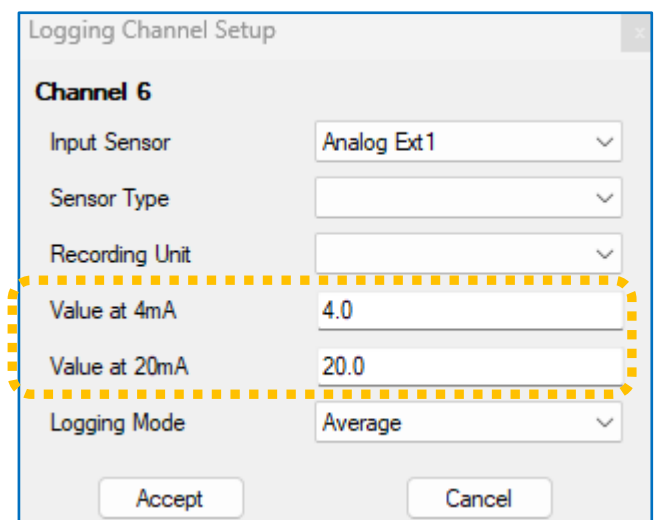 Logging Channel Setup x
Channel 6
Input Sensor Analog Ext1
Sensor Type
Recording Unit
Value at 4mA 4.0
Value at 20mA 20.0
Logging Mode Average
Accept Cancel